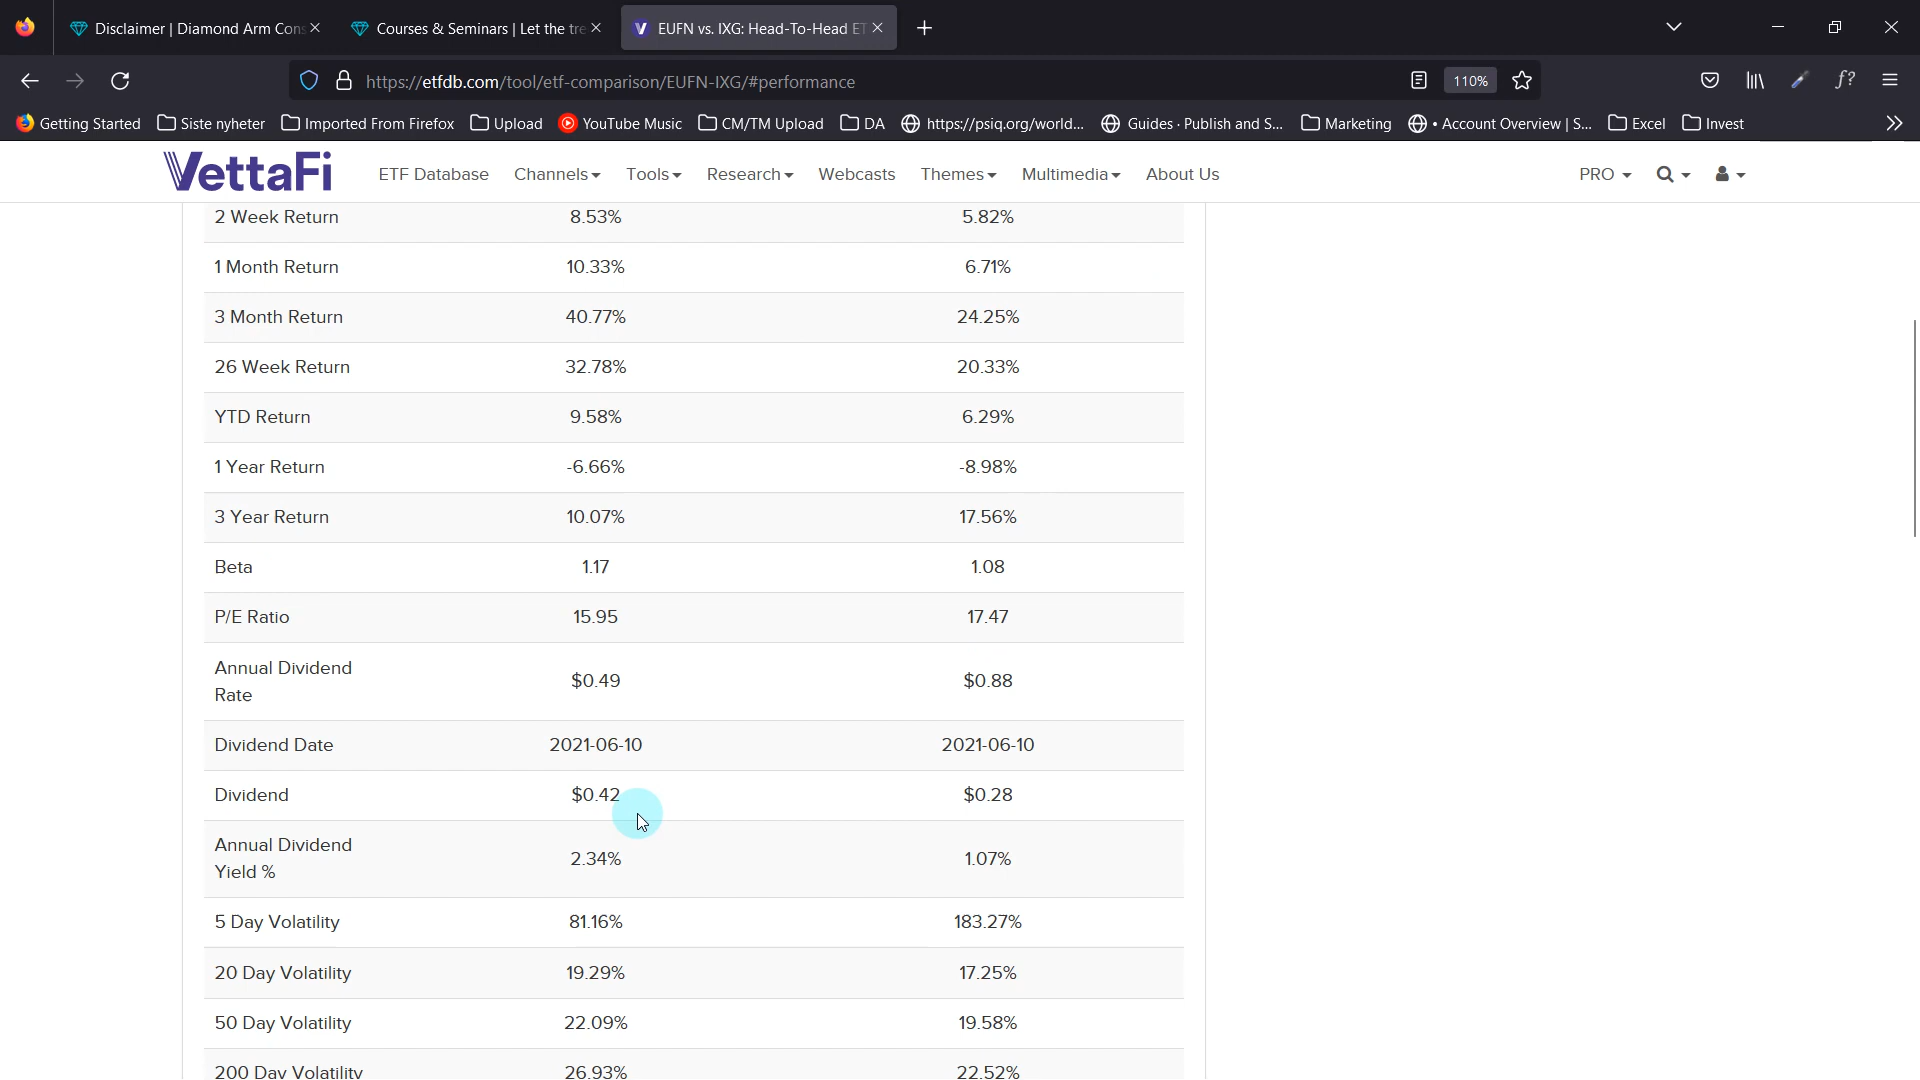 Disclaimer | Diamond Arm Cons
Courses & Seminars | Let the tre
V EUFN vs. IXG: Head-To-Head ET
https://etfdb.com/tool/etf-comparison/EUFN-IXG/#performance
110%
f?
Getting Started Siste nyheter Imported From Firefox Upload YouTube Music CM/TM Upload DA https://psiq.org/world... Guides · Publish and S... Marketing • Account Overview | S... Excel Invest
VettaFi ETF Database Channels Tools Research Webcasts Themes Multimedia About Us PRO
2 Week Return 8.53% 5.82%
1 Month Return 10.33% 6.71%
3 Month Return 40.77% 24.25%
26 Week Return 32.78% 20.33%
YTD Return 9.58% 6.29%
1 Year Return -6.66% -8.98%
3 Year Return 10.07% 17.56%
Beta 1.17 1.08
P/E Ratio 15.95 17.47
Annual Dividend
Rate $0.49 $0.88
Dividend Date 2021-06-10 2021-06-10
Dividend $0.42 $0.28
Annual Dividend
Yield % 2.34% 1.07%
5 Day Volatility 81.16% 183.27%
20 Day Volatility 19.29% 17.25%
50 Day Volatility 22.09% 19.58%
200 Day Volatility 26.93% 22.52%